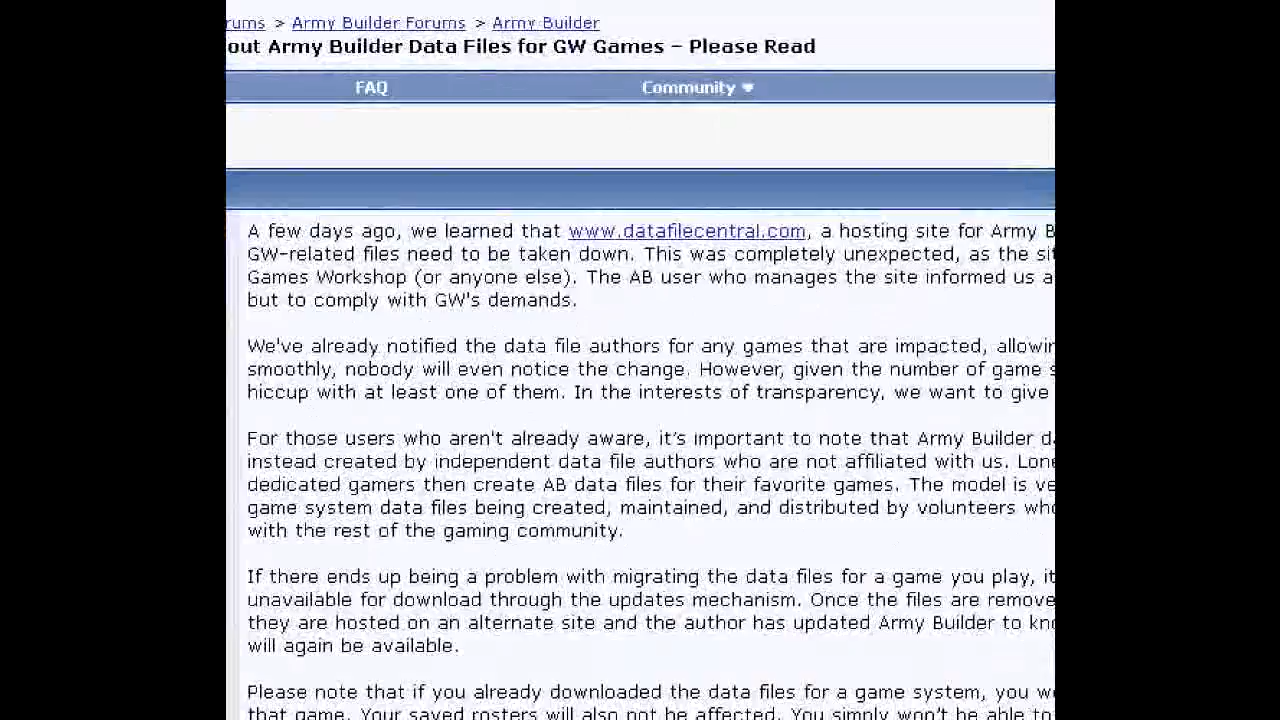 rums > Army Builder Forums > Army Builder
out Army Builder Data Files for GW Games – Please Read
FAQ Community
A few days ago, we learned that www.datafilecentral.com, a hosting site for Army B
GW-related files need to be taken down. This was completely unexpected, as the sit
Games Workshop (or anyone else). The AB user who manages the site informed us a
but to comply with GW's demands.
We've already notified the data file authors for any games that are impacted, allowin
smoothly, nobody will even notice the change. However, given the number of game s
hiccup with at least one of them. In the interests of transparency, we want to give
For those users who aren't already aware, it's important to note that Army Builder da
instead created by independent data file authors who are not affiliated with us. Lone
dedicated gamers then create AB data files for their favorite games. The model is ve
game system data files being created, maintained, and distributed by volunteers who
with the rest of the gaming community.
If there ends up being a problem with migrating the data files for a game you play, it
unavailable for download through the updates mechanism. Once the files are remove
they are hosted on an alternate site and the author has updated Army Builder to kno
will again be available.
Please note that if you already downloaded the data files for a game system, you wo
that game. Your saved rosters will also not be affected. You simply won't be able to